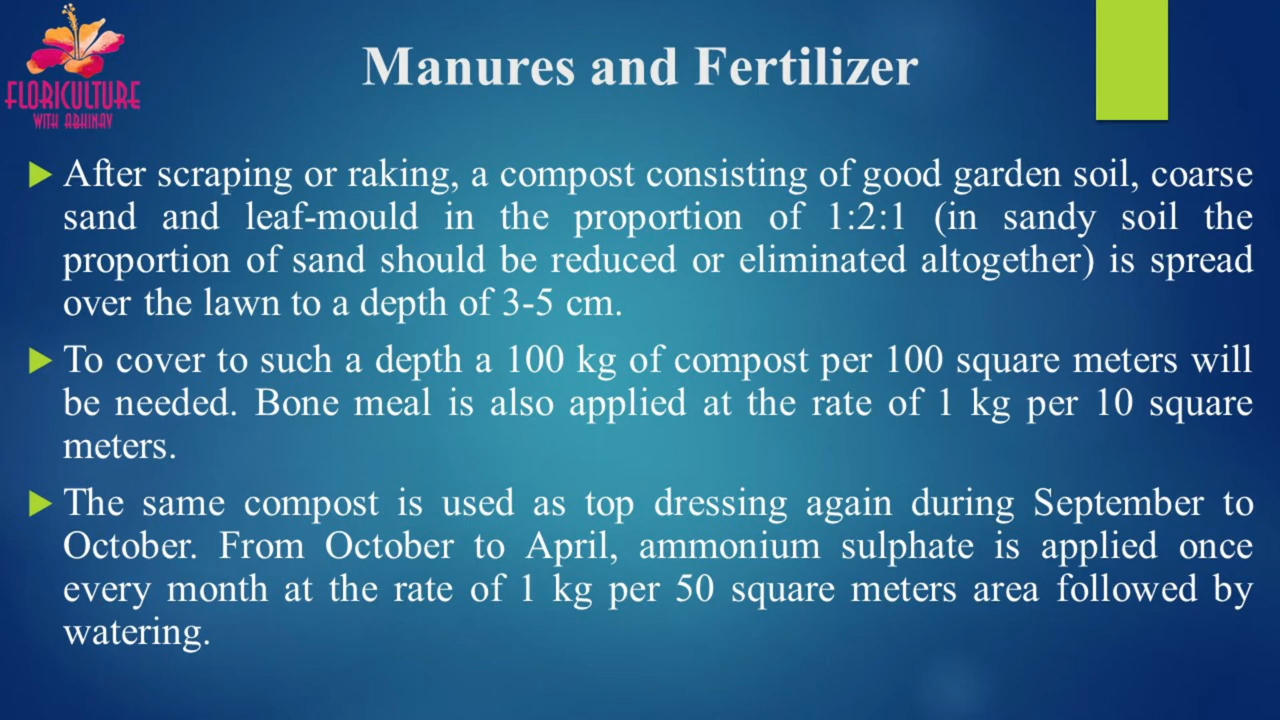 FLORICULTURE
WITH ABHINAV
Manures and Fertilizer
After scraping or raking, a compost consisting of good garden soil, coarse
sand and leaf-mould in the proportion of 1:2:1 (in sandy soil the
proportion of sand should be reduced or eliminated altogether) is spread
over the lawn to a depth of 3-5 cm.
To cover to such a depth a 100 kg of compost per 100 square meters will
be needed. Bone meal is also applied at the rate of 1 kg per 10 square
meters.
The same compost is used as top dressing again during September to
October. From October to April, ammonium sulphate is applied once
every month at the rate of 1 kg per 50 square meters area followed by
watering.